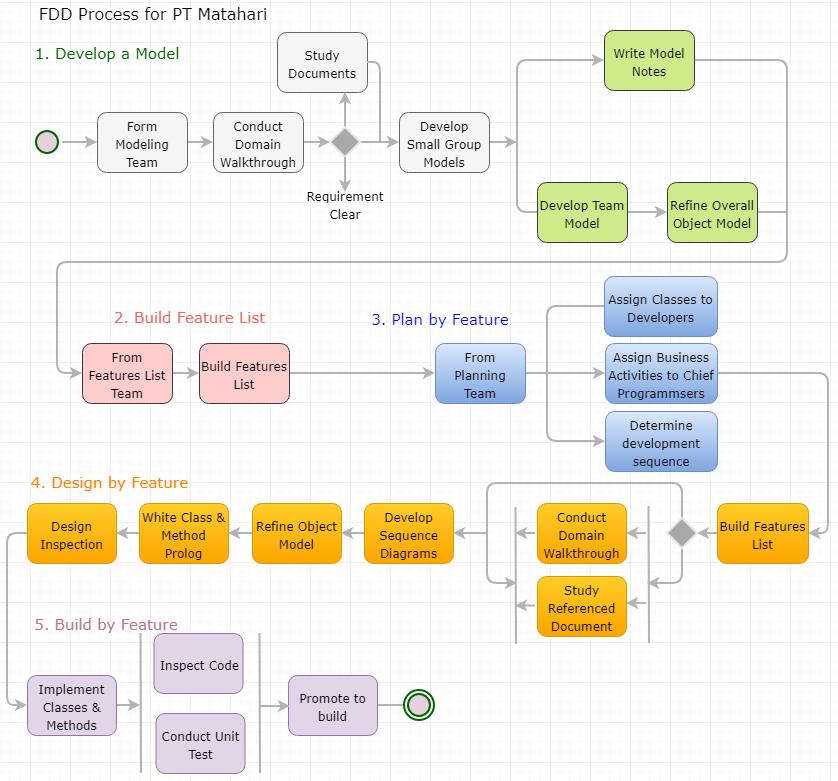 FDD Process for PT Matahari
1. Develop a Model
Study
Documents
Write Model
Notes
Form
Modeling
Team
Conduct
Domain
Walkthrough
Develop
Small Group
Models
Requirement
Clear
Develop Team
Model
Refine Overall
Object Model
2. Build Feature List
3. Plan by Feature
Assign Classes to
Developers
From
Features List
Team
Build Features
List
From
Planning
Team
Assign Business
Activities to Chief
Programmsers
Determine
development
sequence
4. Design by Feature
Design
Inspection
White Class &
Method
Prolog
Refine Object
Model
Develop
Sequence
Diagrams
Conduct
Domain
Walkthrough
Build Features
List
Study
Referenced
Document
5. Build by Feature
Inspect Code
Implement
Classes &
Methods
Promote to
build
Conduct Unit
Test